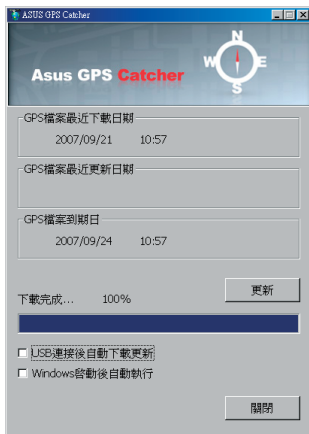 ASUS GPS Catcher
N
W
E
S
Asus GPS Catcher
GPS檔案最近下載日期
2007/09/21 10:57
GPS檔案最近更新日期
GPS檔案到期日
2007/09/24 10:57
更新
下載完成... 100%
USB連接後自動下載更新
Windows啟動後自動執行
關閉